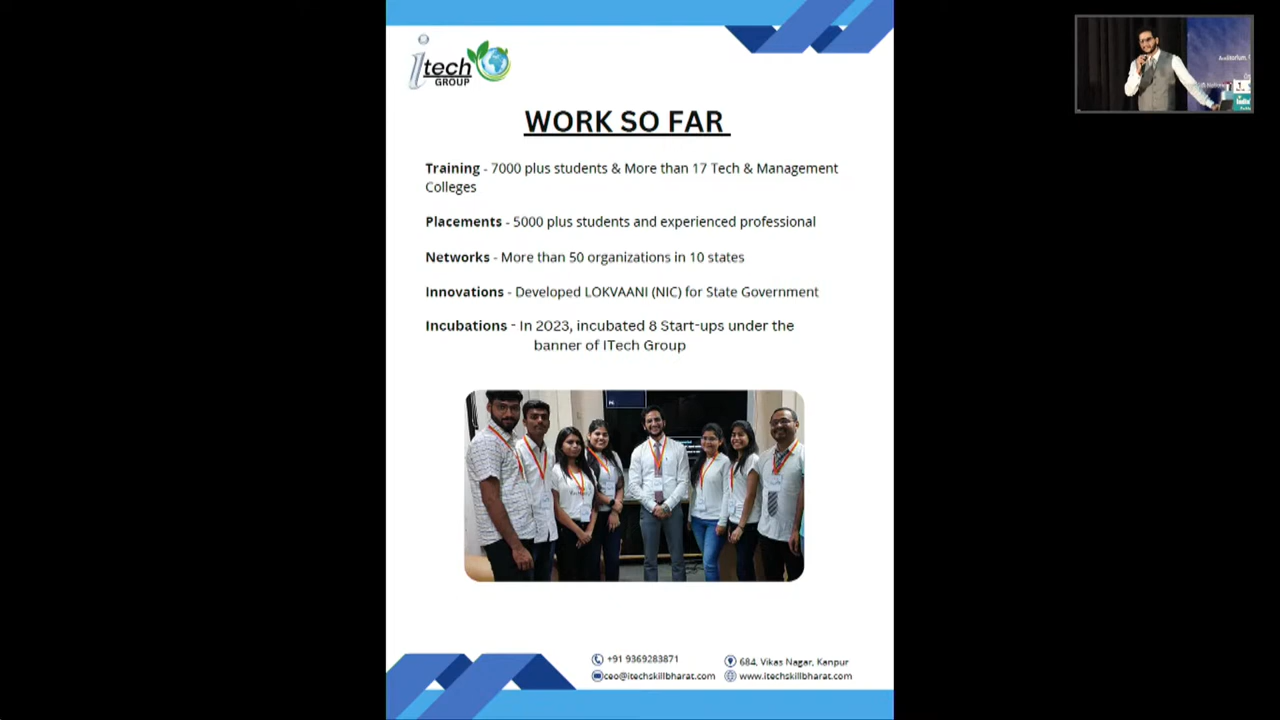 itech
GROUP
WORK SO FAR
Training - 7000 plus students & More than 17 Tech & Management
Colleges
Placements - 5000 plus students and experienced professional
Networks - More than 50 organizations in 10 states
Innovations - Developed LOKVAANI (NIC) for State Government
Incubations - In 2023, incubated 8 Start-ups under the
banner of ITech Group
+91 9369283871
684, Vikas Nagar, Kanpur
ceo@itechskillbharat.com
www.itechskillbharat.com